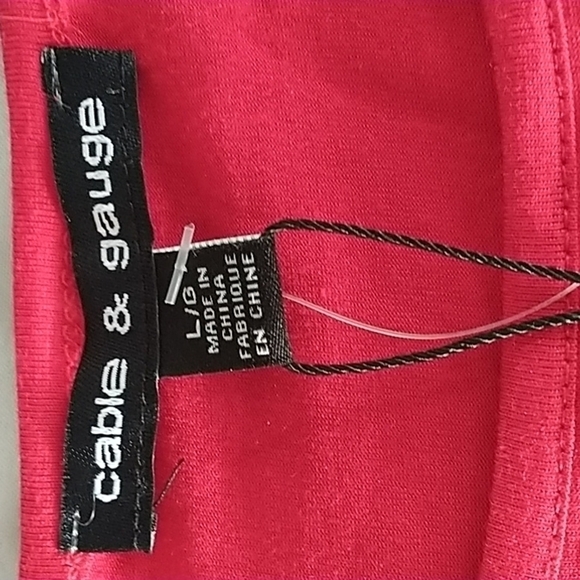 cable & gauge
L/G
MADE IN
CHINA
FABRIQUE
EN CHINE